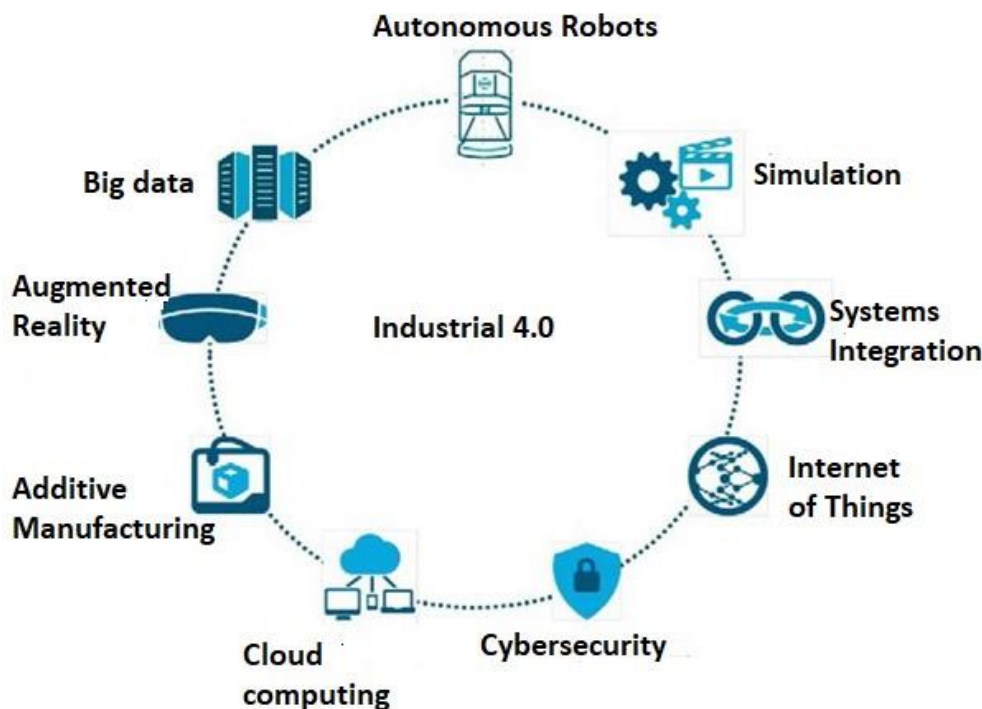 Autonomous Robots
Big data
Simulation
Augmented
Reality
Industrial 4.0
Systems
Integration
Additive
Manufacturing
Internet
of Things
Cloud
computing
Cybersecurity